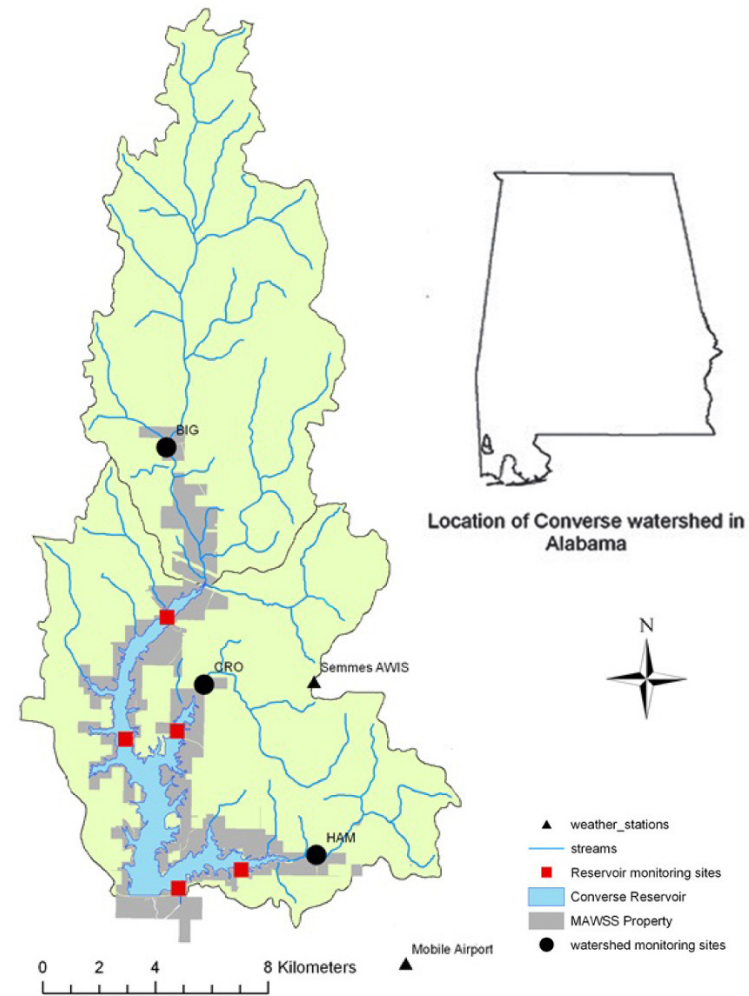 BIG
Location of Converse watershed in
Alabama
N
CRO
Semmes AWIS
HAM
weather_stations
streams
Reservoir monitoring sites
Converse Reservoir
MAWSS Property
watershed monitoring sites
Mobile Airport
0 2 4 8 Kilometers